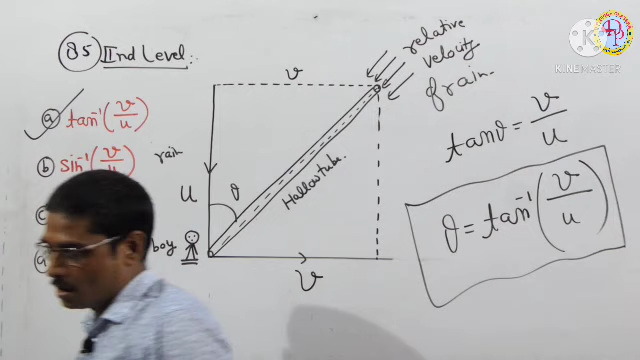 85 IInd Level:-
v
relative
velocity
of rain.
(a) tan⁻¹(v/u)
(b) sin⁻¹(v/u)
(c)
rain
u
θ
Hallow tube.
boy
v
tanθ = v/u
θ = tan⁻¹(v/u)
KINEMASTER